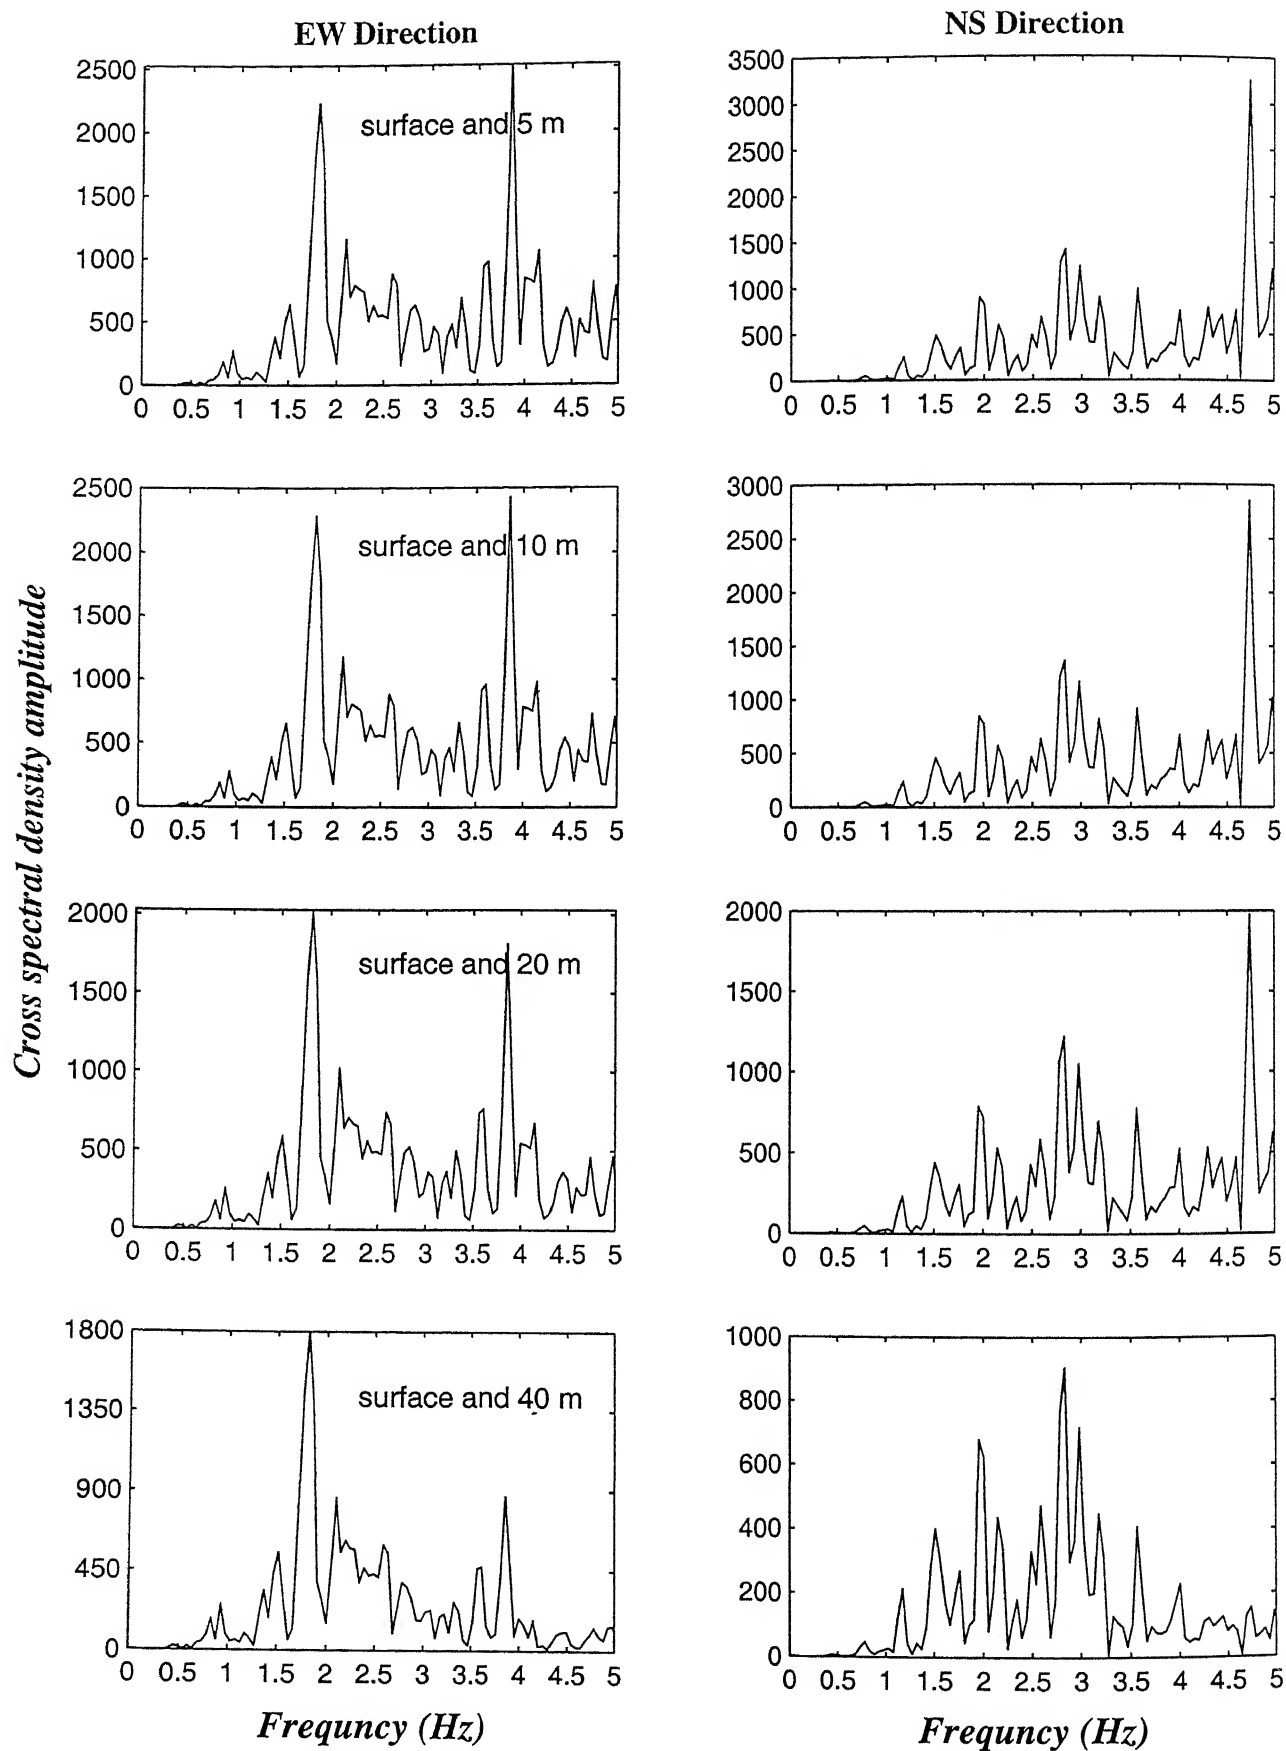 EW Direction
NS Direction
2500
2000
1500
1000
500
0
surface and 5 m
0 0.5 1 1.5 2 2.5 3 3.5 4 4.5 5
3500
3000
2500
2000
1500
1000
500
0
0 0.5 1 1.5 2 2.5 3 3.5 4 4.5 5
Cross spectral density amplitude
2500
2000
1500
1000
500
0
surface and 10 m
0 0.5 1 1.5 2 2.5 3 3.5 4 4.5 5
3000
2500
2000
1500
1000
500
0
0 0.5 1 1.5 2 2.5 3 3.5 4 4.5 5
2000
1500
1000
500
0
surface and 20 m
0 0.5 1 1.5 2 2.5 3 3.5 4 4.5 5
2000
1500
1000
500
0
0 0.5 1 1.5 2 2.5 3 3.5 4 4.5 5
1800
1350
900
450
0
surface and 40 m
0 0.5 1 1.5 2 2.5 3 3.5 4 4.5 5
1000
800
600
400
200
0
0 0.5 1 1.5 2 2.5 3 3.5 4 4.5 5
Frequncy (Hz)
Frequncy (Hz)